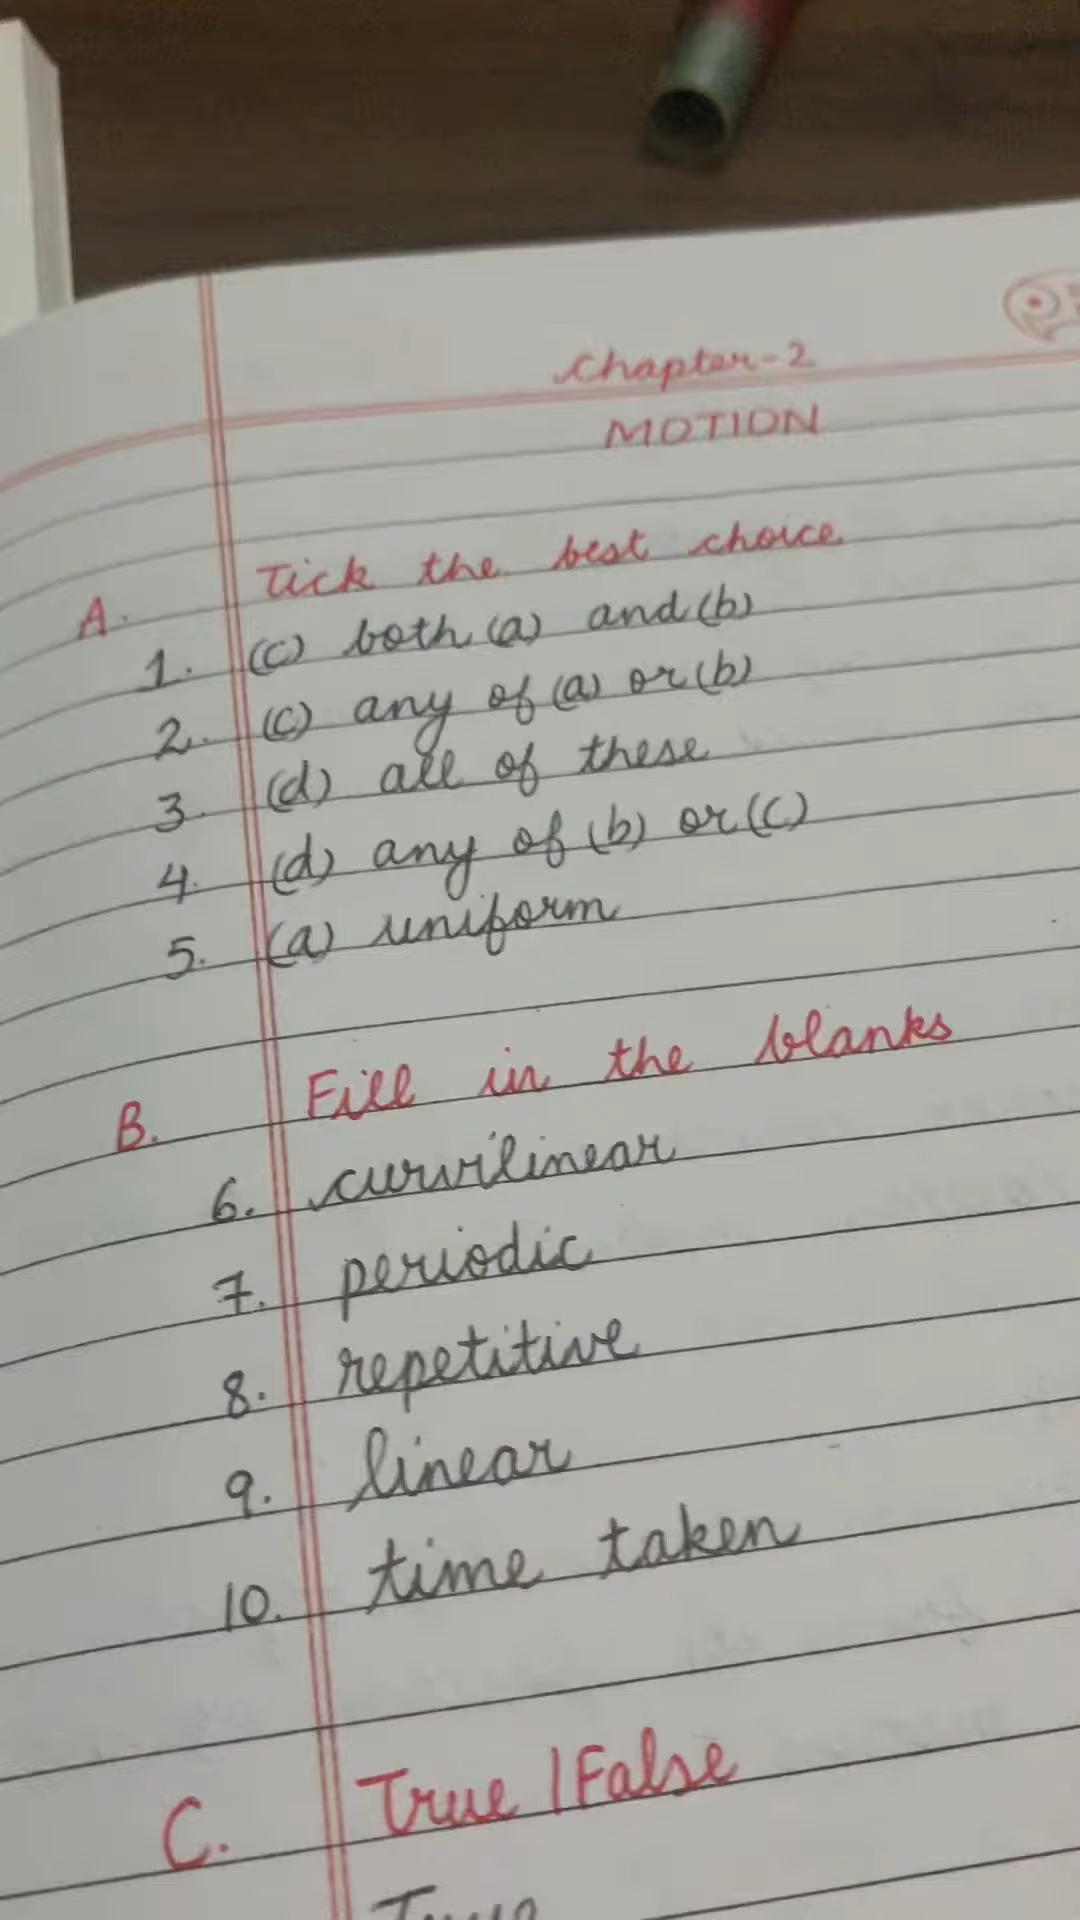 Chapter-2
MOTION
A. Tick the best choice
1. (c) both (a) and (b)
2. (c) any of (a) or (b)
3. (d) all of these
4. (d) any of (b) or (c)
5. (a) uniform
B. Fill in the blanks
6. curvilinear
7. periodic
8. repetitive
9. linear
10. time taken
C. True | False
True